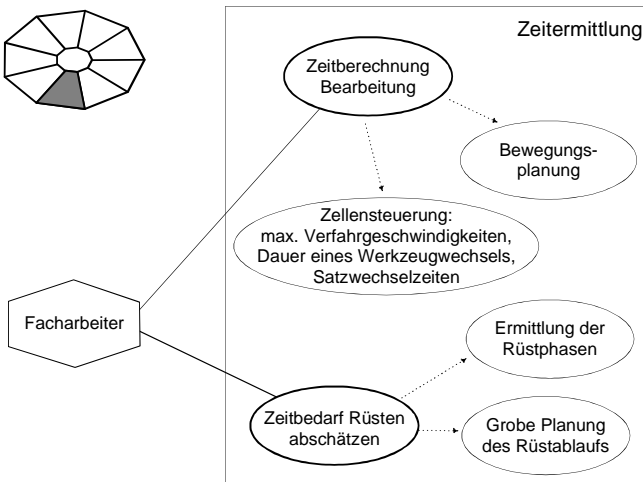 Zeitermittlung
Zeitberechnung
Bearbeitung
Bewegungs-
planung
Zellensteuerung:
max. Verfahrgeschwindigkeiten,
Dauer eines Werkzeugwechsels,
Satzwechselzeiten
Facharbeiter
Ermittlung der
Rüstphasen
Zeitbedarf Rüsten
abschätzen
Grobe Planung
des Rüstablaufs